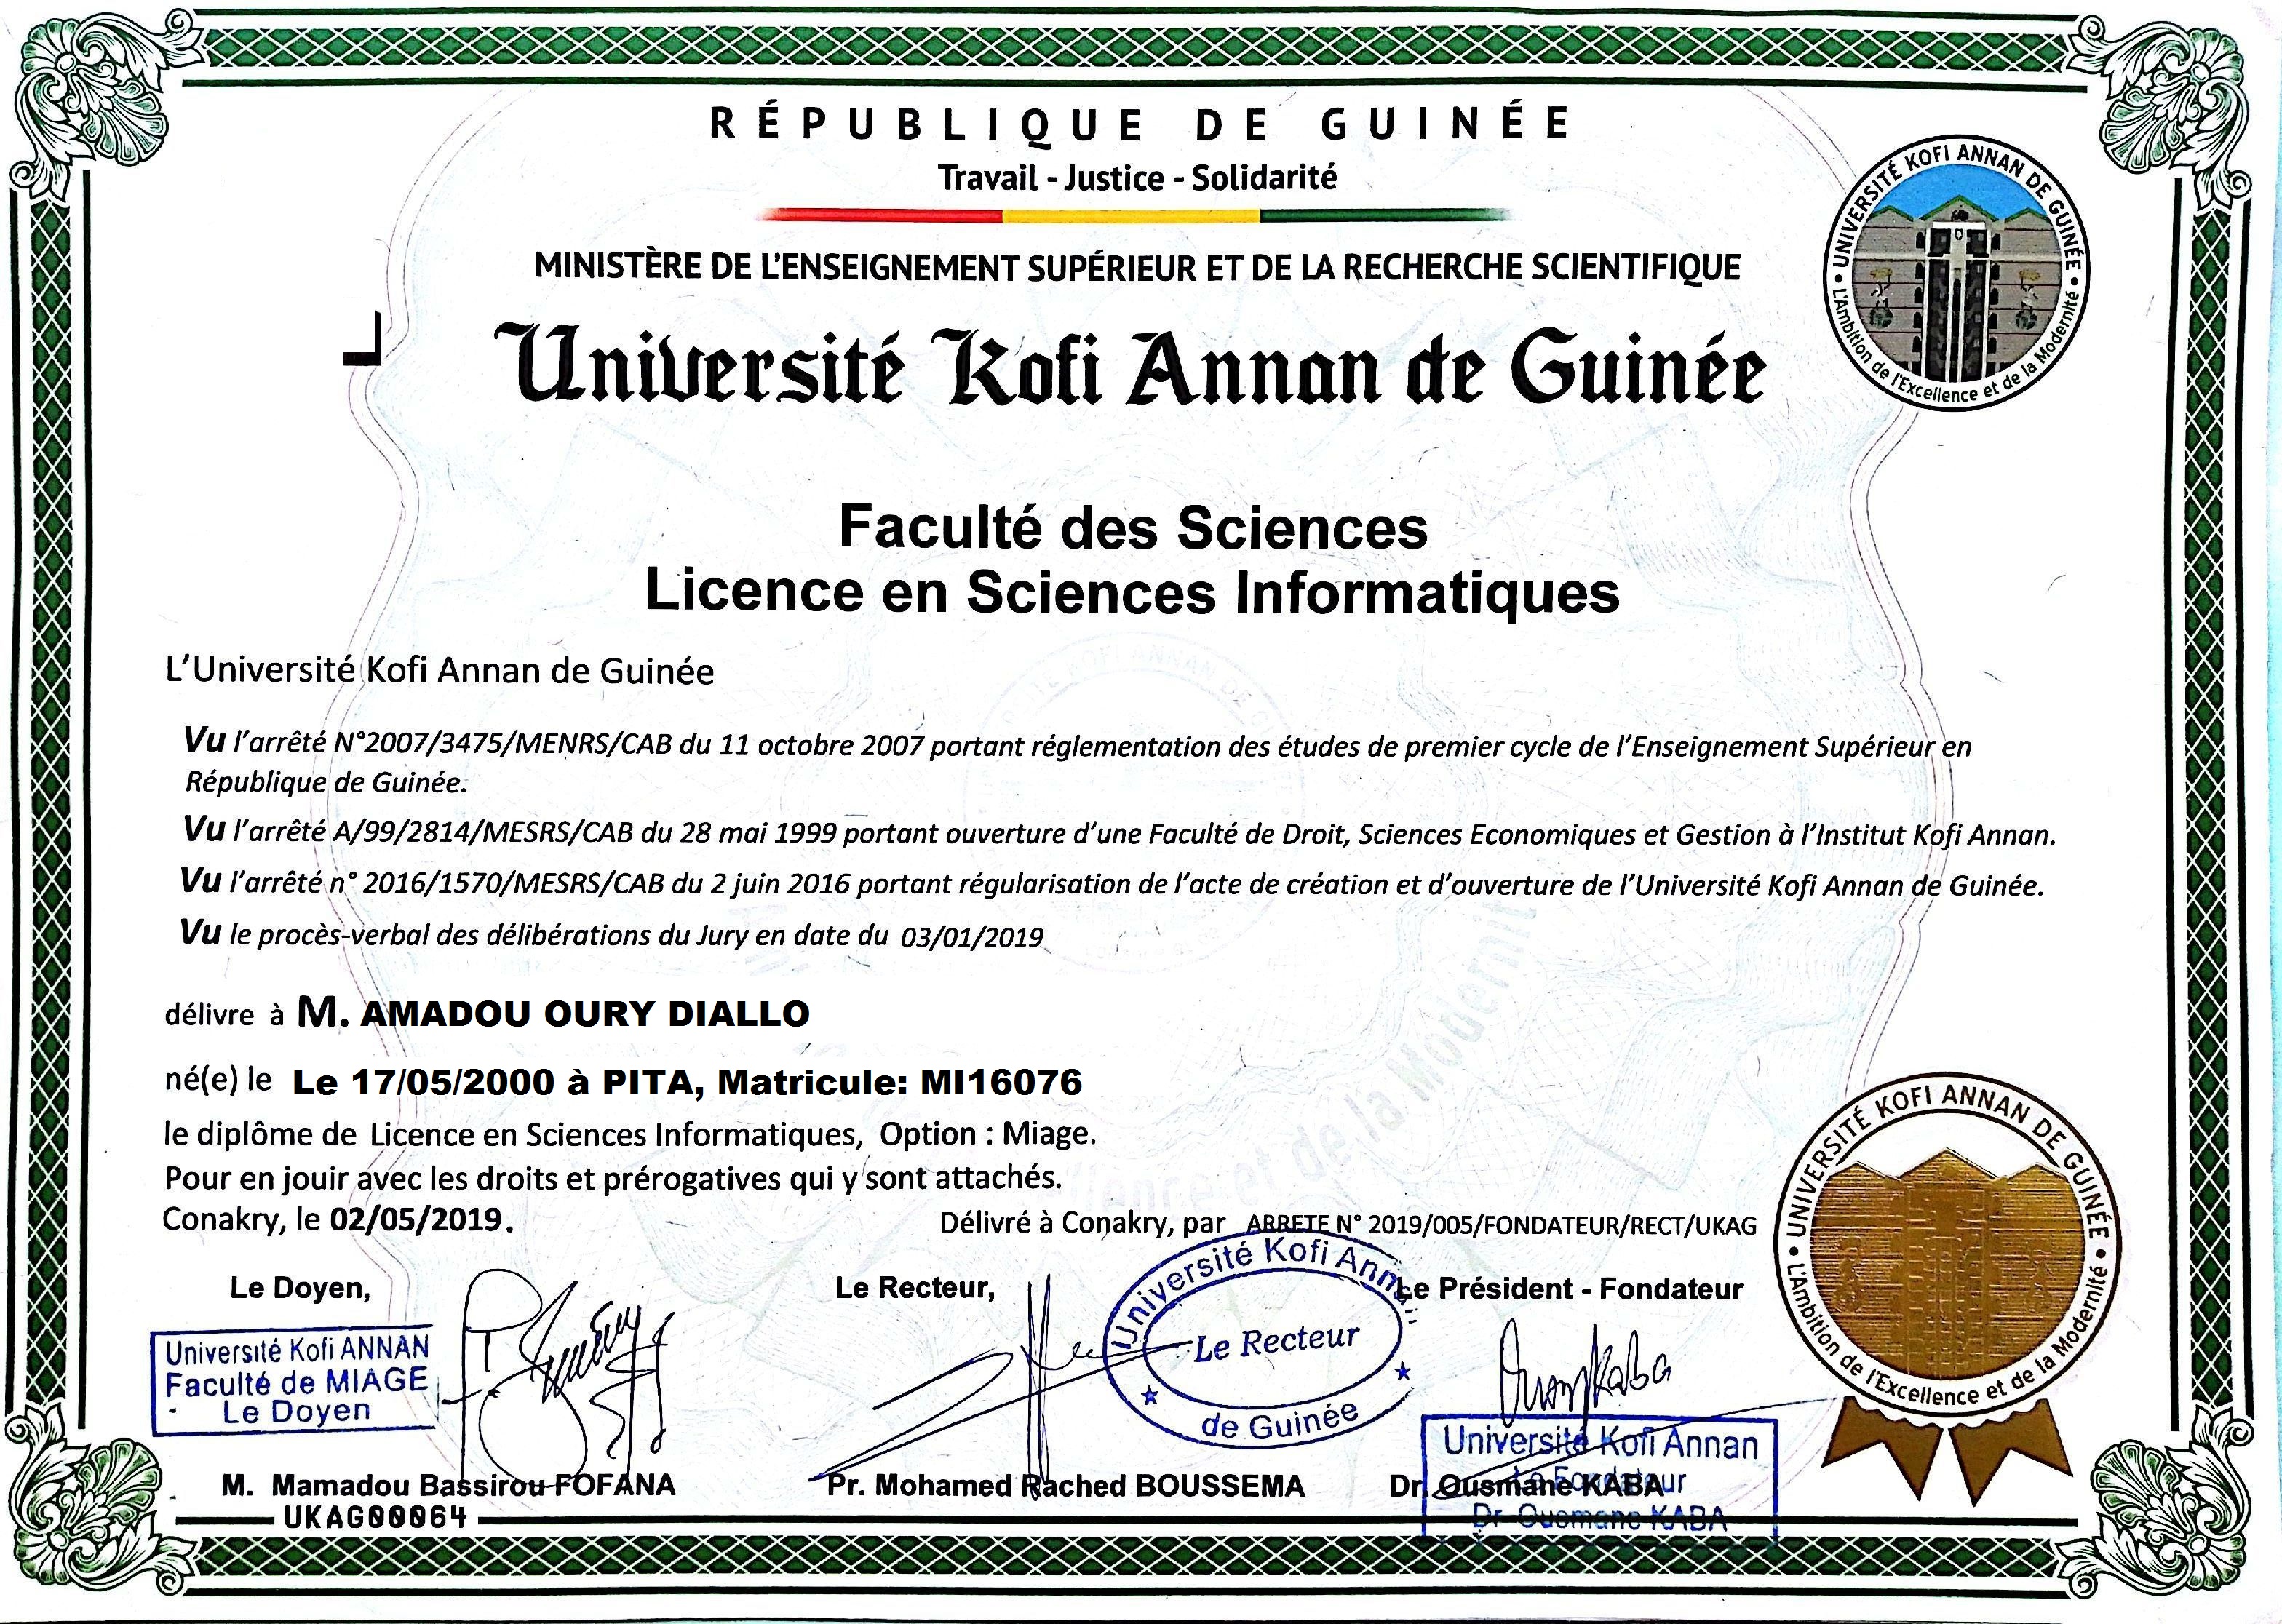 RÉPUBLIQUE DE GUINÉE
Travail - Justice - Solidarité
MINISTÈRE DE L'ENSEIGNEMENT SUPÉRIEUR ET DE LA RECHERCHE SCIENTIFIQUE
UNIVERSITÉ KOFI ANNAN DE GUINÉE
L'Ambition de l'Excellence et de la Modernité
Université Kofi Annan de Guinée
Faculté des Sciences
Licence en Sciences Informatiques
L'Université Kofi Annan de Guinée
Vu l'arrêté N°2007/3475/MENRS/CAB du 11 octobre 2007 portant réglementation des études de premier cycle de l'Enseignement Supérieur en
République de Guinée.
Vu l'arrêté A/99/2814/MESRS/CAB du 28 mai 1999 portant ouverture d'une Faculté de Droit, Sciences Economiques et Gestion à l'Institut Kofi Annan.
Vu l'arrêté n° 2016/1570/MESRS/CAB du 2 juin 2016 portant régularisation de l'acte de création et d'ouverture de l'Université Kofi Annan de Guinée.
Vu le procès-verbal des délibérations du Jury en date du 03/01/2019
délivre à M. AMADOU OURY DIALLO
né(e) le Le 17/05/2000 à PITA, Matricule: MI16076
le diplôme de Licence en Sciences Informatiques, Option : Miage.
Pour en jouir avec les droits et prérogatives qui y sont attachés.
Conakry, le 02/05/2019.
Délivré à Conakry, par ARRETE N° 2019/005/FONDATEUR/RECT/UKAG
Le Doyen,
Le Recteur,
Le Président - Fondateur
Université Kofi ANNAN
Faculté de MIAGE
Le Doyen
Université Kofi Annan
Le Recteur
de Guinée
Ousm Kaba
Université Kofi Annan
Le Fondateur
Dr Ousmane KABA
UNIVERSITÉ KOFI ANNAN DE GUINÉE
L'Ambition de l'Excellence et de la Modernité
M. Mamadou Bassirou FOFANA
Pr. Mohamed Rached BOUSSEMA
Dr. Ousmane KABA
UKAG00064